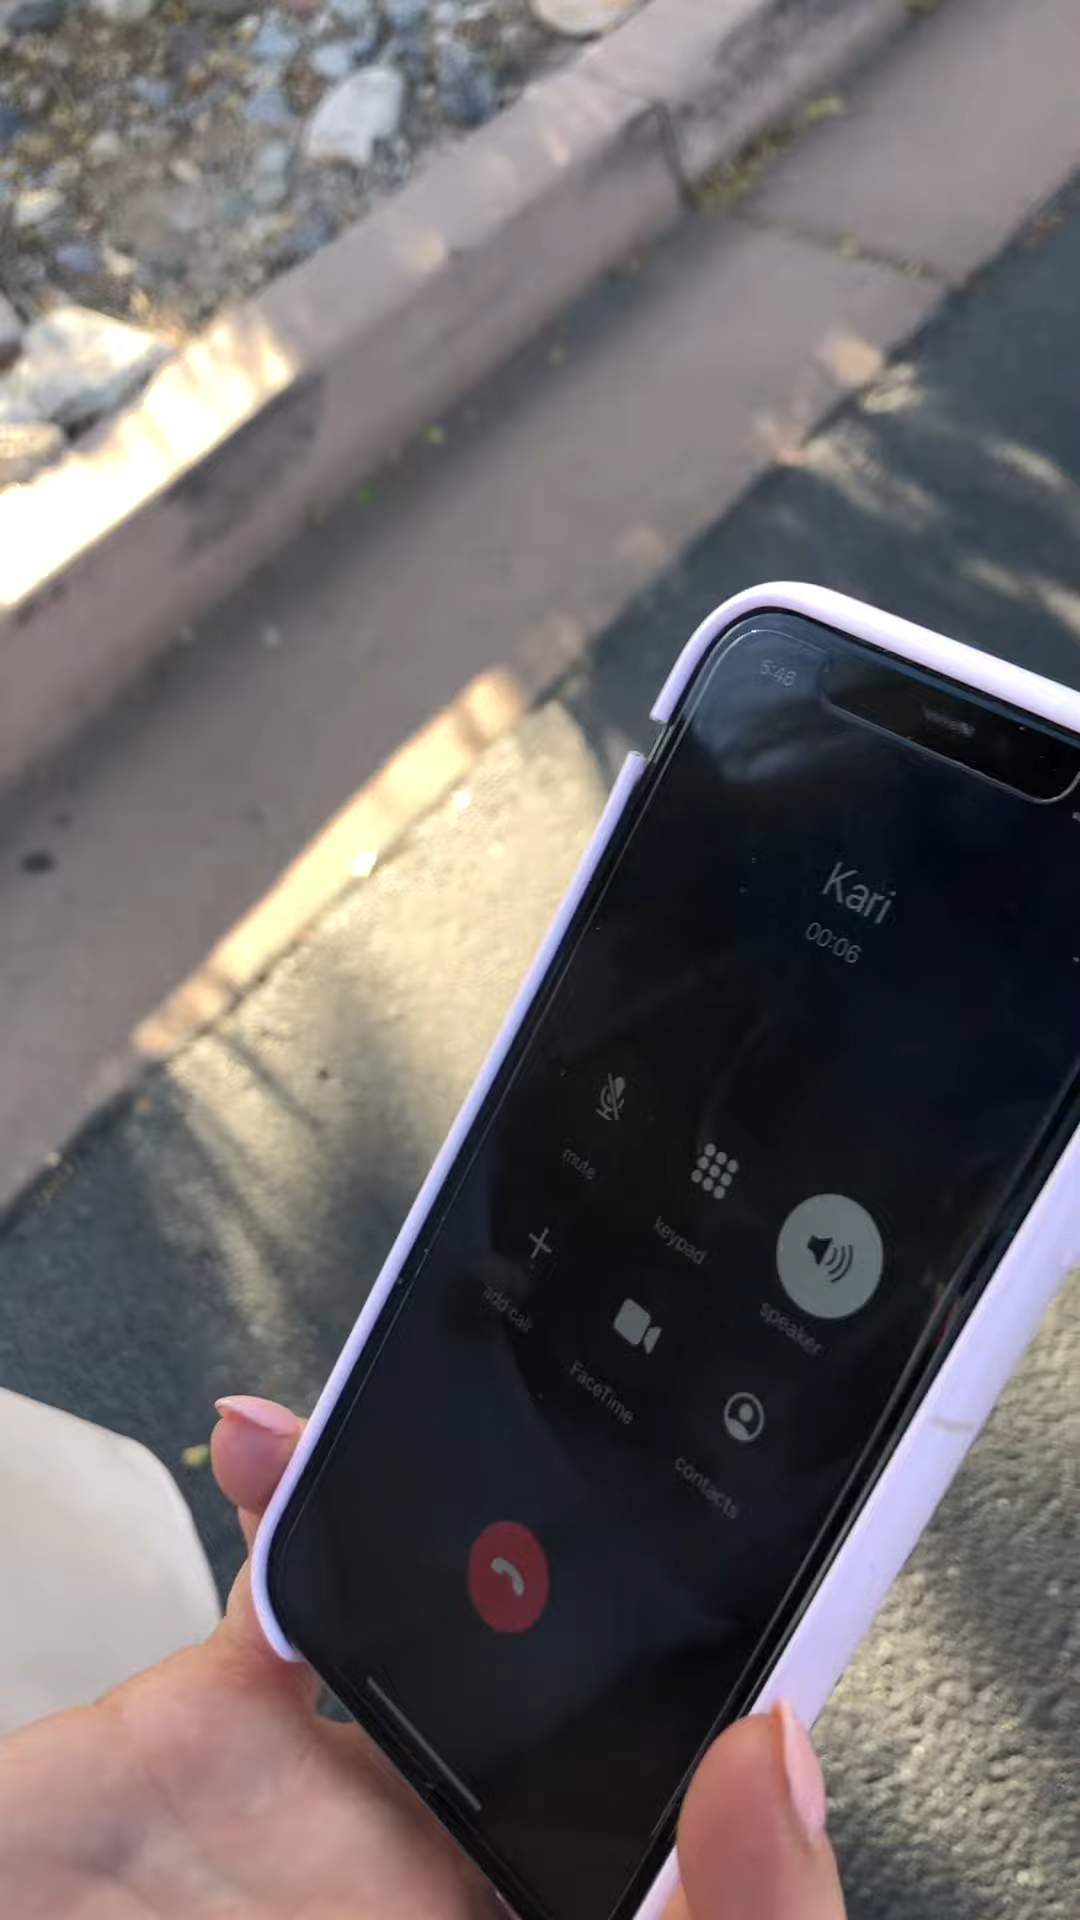 5:48
Kari
00:06
mute
keypad
speaker
add call
FaceTime
contacts